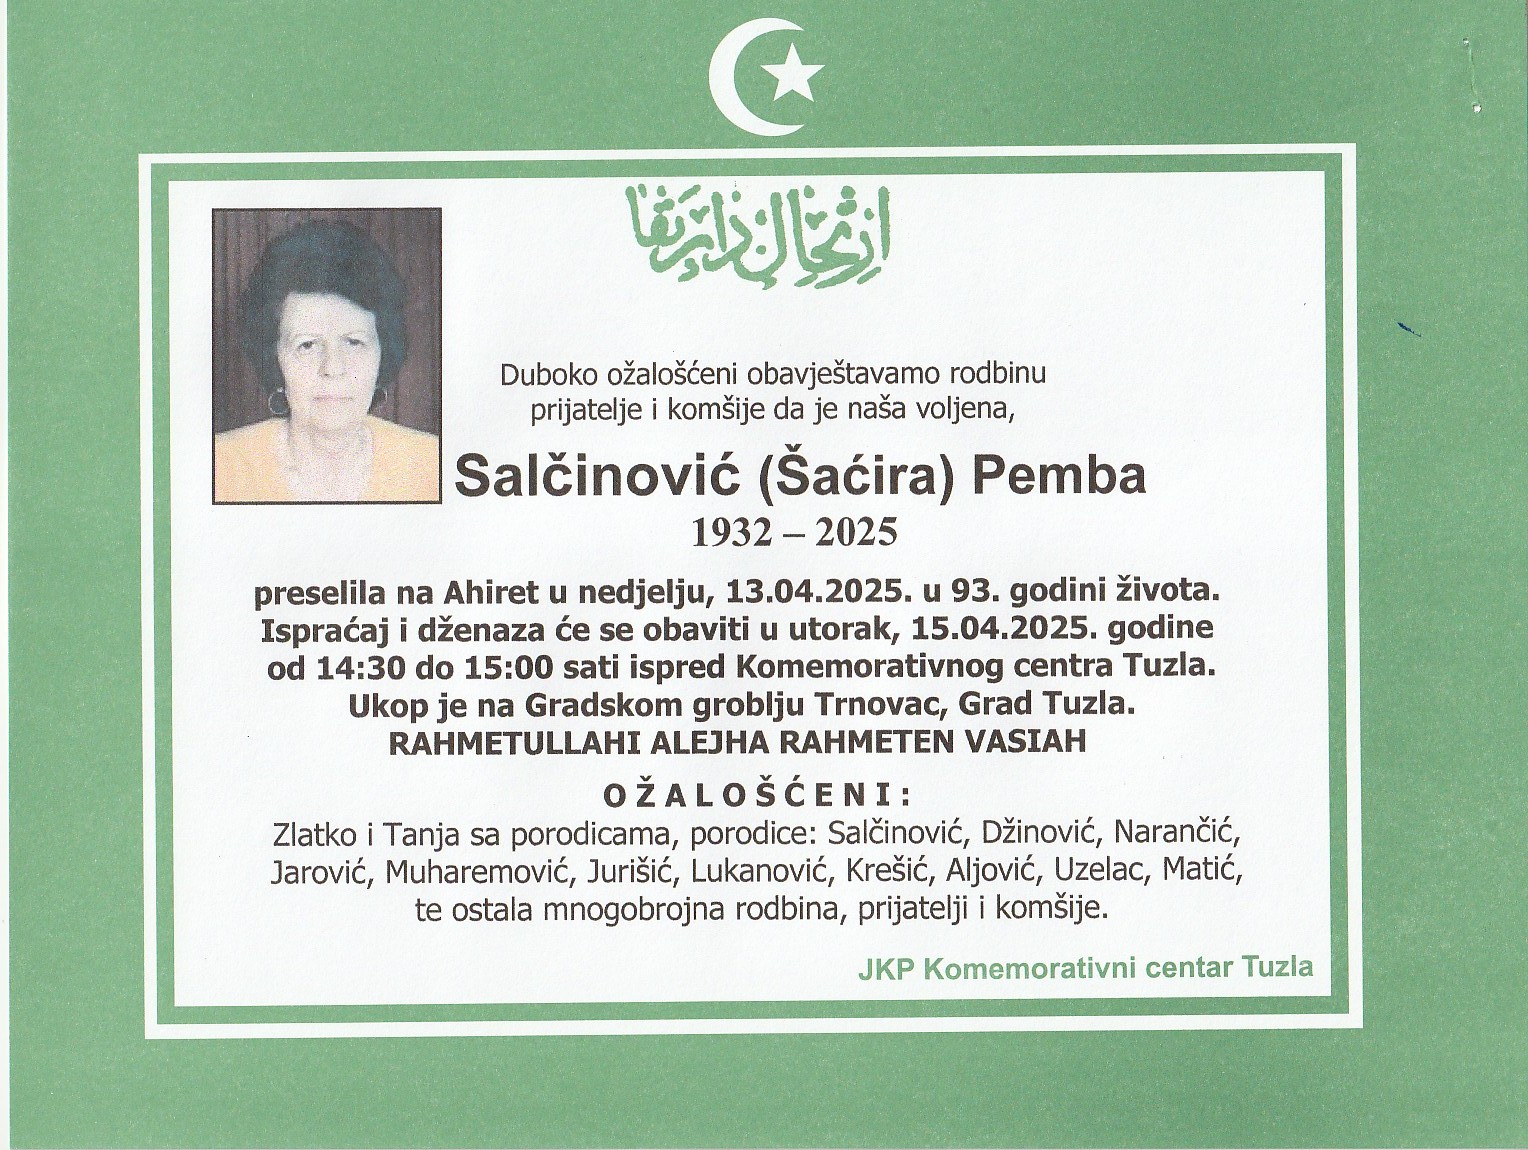 ارتحال دار بقا
Duboko ožalošćeni obavještavamo rodbinu
prijatelje i komšije da je naša voljena,
Salčinović (Šaćira) Pemba
1932 – 2025
preselila na Ahiret u nedjelju, 13.04.2025. u 93. godini života.
Ispraćaj i dženaza će se obaviti u utorak, 15.04.2025. godine
od 14:30 do 15:00 sati ispred Komemorativnog centra Tuzla.
Ukop je na Gradskom groblju Trnovac, Grad Tuzla.
RAHMETULLAHI ALEJHA RAHMETEN VASIAH
OŽALOŠĆENI:
Zlatko i Tanja sa porodicama, porodice: Salčinović, Džinović, Narančić,
Jarović, Muharemović, Jurišić, Lukanović, Krešić, Aljović, Uzelac, Matić,
te ostala mnogobrojna rodbina, prijatelji i komšije.
JKP Komemorativni centar Tuzla